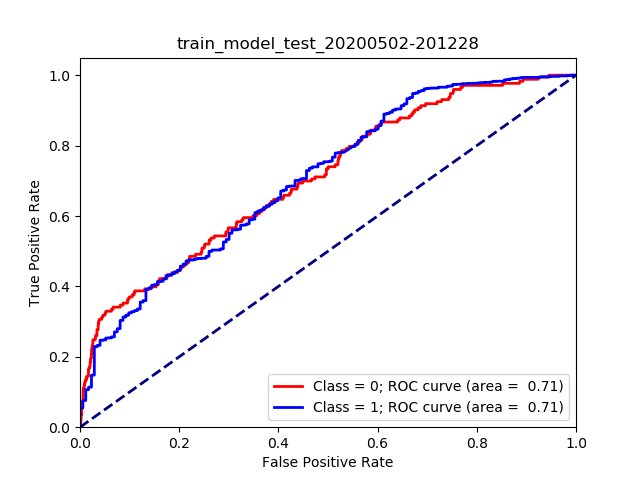 train_model_test_20200502-201228
1.0
0.8
0.6
0.4
0.2
0.0
True Positive Rate
Class = 0; ROC curve (area =  0.71)
Class = 1; ROC curve (area =  0.71)
0.0 0.2 0.4 0.6 0.8 1.0
False Positive Rate